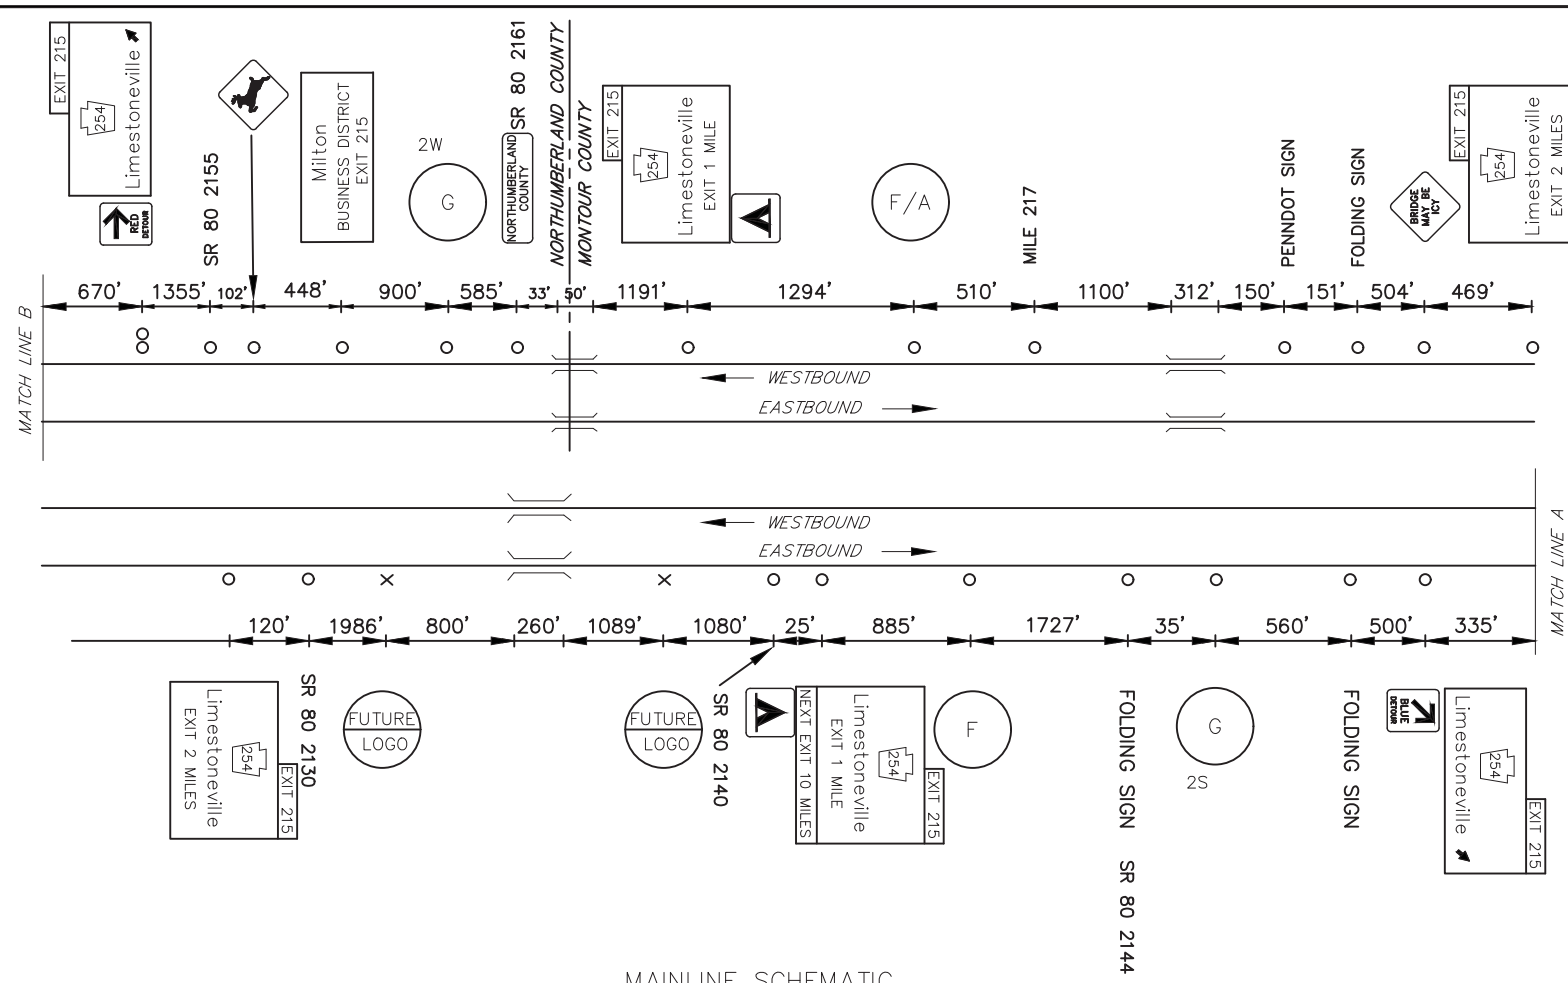 EXIT 215
254
Limestoneville
RED
DETOUR
SR 80 2155
Milton
BUSINESS DISTRICT
EXIT 215
2W
G
NORTHUMBERLAND
COUNTY
SR 80 2161
NORTHUMBERLAND COUNTY
MONTOUR COUNTY
EXIT 215
254
Limestoneville
EXIT 1 MILE
F/A
MILE 217
PENNDOT SIGN
FOLDING SIGN
BRIDGE
MAY BE
ICY
EXIT 215
254
Limestoneville
EXIT 2 MILES
670' 1355' 102' 448' 900' 585' 33' 50' 1191' 1294' 510' 1100' 312' 150' 151' 504' 469'
MATCH LINE B
WESTBOUND
EASTBOUND
WESTBOUND
EASTBOUND
MATCH LINE A
120' 1986' 800' 260' 1089' 1080' 25' 885' 1727' 35' 560' 500' 335'
EXIT 215
254
Limestoneville
EXIT 2 MILES
SR 80 2130
FUTURE
LOGO
FUTURE
LOGO
SR 80 2140
EXIT 215
254
Limestoneville
EXIT 1 MILE
NEXT EXIT 10 MILES
F
FOLDING SIGN SR 80 2144
G
2S
FOLDING SIGN
BLUE
DETOUR
EXIT 215
254
Limestoneville
MAINLINE SCHEMATIC